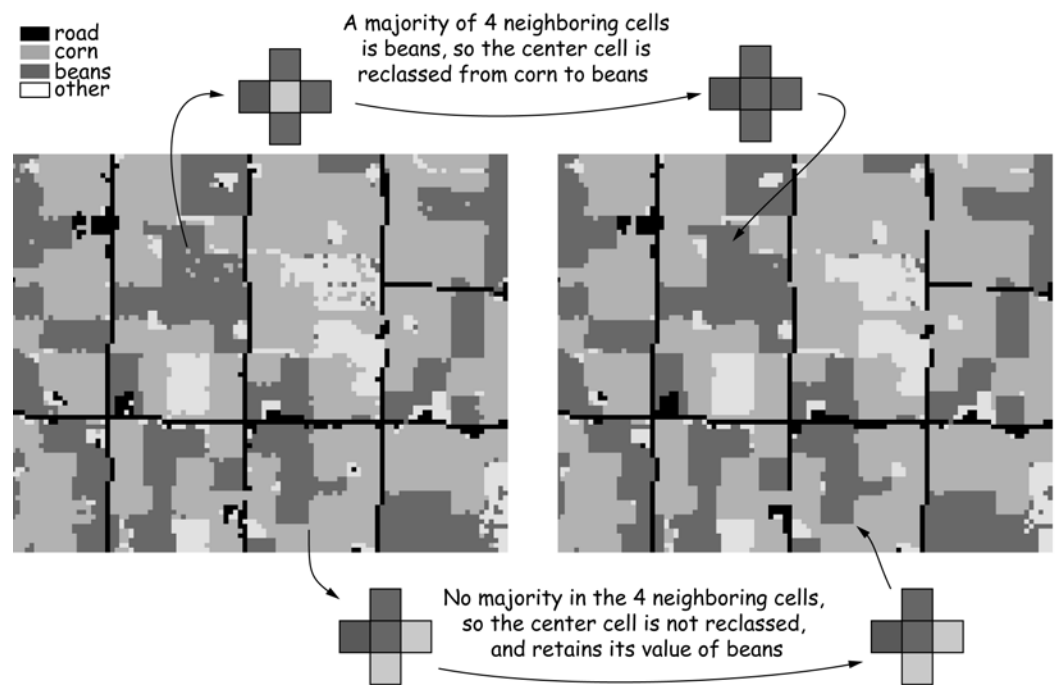 road
corn
beans
other
A majority of 4 neighboring cells
is beans, so the center cell is
reclassed from corn to beans
No majority in the 4 neighboring cells,
so the center cell is not reclassed,
and retains its value of beans